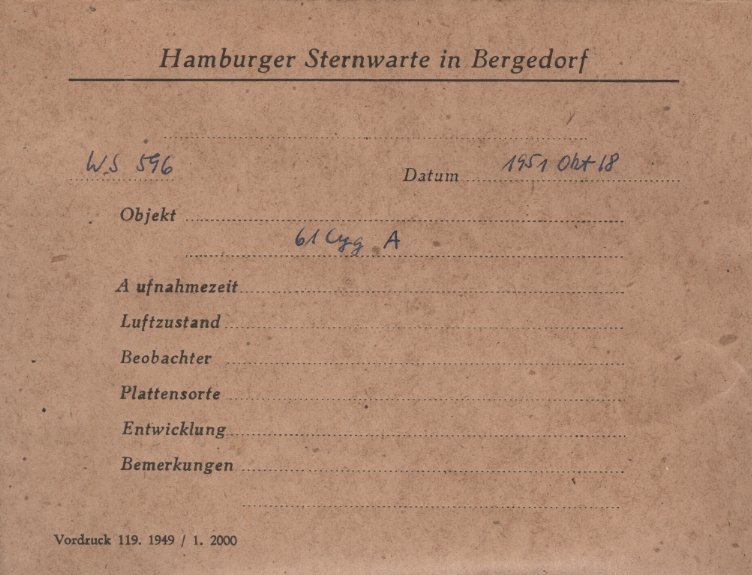 Hamburger Sternwarte in Bergedorf
WS 596 Datum 1951 Okt 18
Objekt
61 Cyg A
Aufnahmezeit
Luftzustand
Beobachter
Plattensorte
Entwicklung
Bemerkungen
Vordruck 119. 1949 / 1. 2000